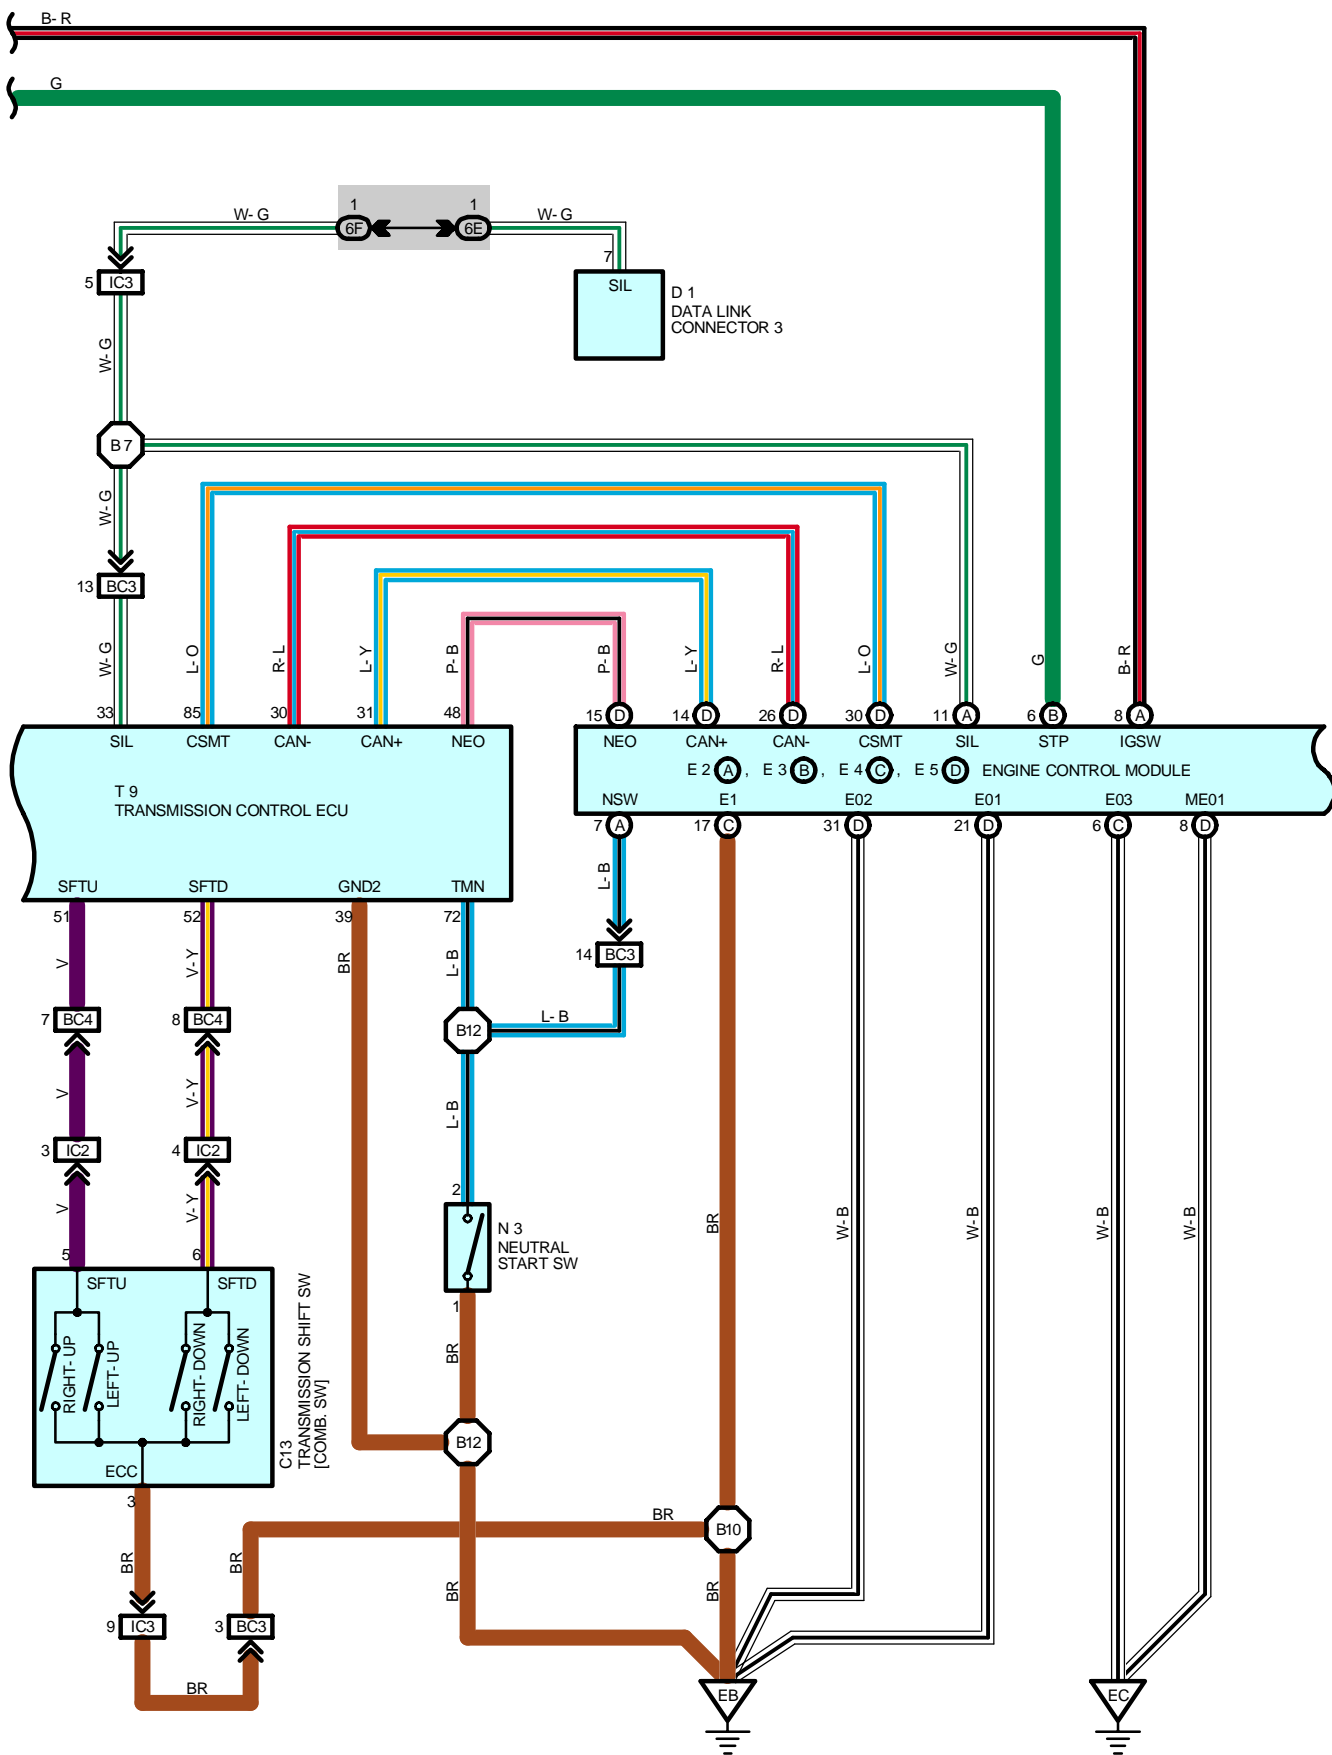 B-R
G
W-G
1
1
W-G
6F
6E
7
5
IC3
SIL
D 1
DATA LINK
CONNECTOR 3
W-G
B7
W-G
13
BC3
W-G
L-O
R-L
L-Y
P-B
P-B
L-Y
R-L
L-O
W-G
G
B-R
33
85
30
31
48
15
D
14
D
26
D
30
D
11
A
6
B
8
A
SIL
CSMT
CAN-
CAN+
NEO
NEO
CAN+
CAN-
CSMT
SIL
STP
IGSW
E 2 A , E 3 B , E 4 C , E 5 D ENGINE CONTROL MODULE
T 9
TRANSMISSION CONTROL ECU
NSW
E1
E02
E01
E03
ME01
7
A
17
C
31
D
21
D
6
C
8
D
SFTU
SFTD
GND2
TMN
51
52
39
72
L-B
V
V-Y
BR
L-B
14
BC3
7
BC4
8
BC4
B12
L-B
V
V-Y
L-B
3
IC2
4
IC2
V
V-Y
2
N 3
NEUTRAL
START SW
BR
W-B
W-B
W-B
W-B
5
6
SFTU
SFTD
1
RIGHT-UP
LEFT-UP
RIGHT-DOWN
LEFT-DOWN
C13
TRANSMISSION SHIFT SW
[COMB. SW]
BR
B12
ECC
3
BR
B10
BR
BR
BR
BR
9
IC3
3
BC3
BR
EB
EC